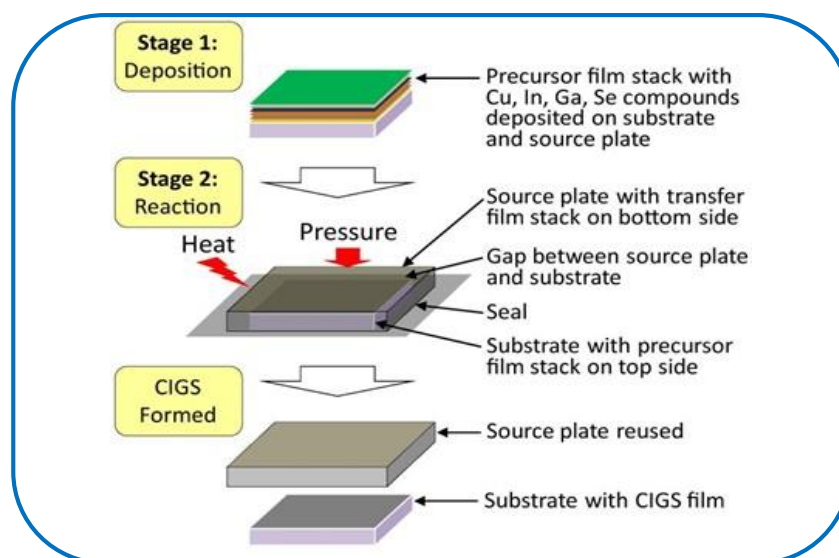 Stage 1:
Deposition
Precursor film stack with
Cu, In, Ga, Se compounds
deposited on substrate
and source plate
Stage 2:
Reaction
Source plate with transfer
film stack on bottom side
Heat
Pressure
Gap between source plate
and substrate
Seal
Substrate with precursor
film stack on top side
CIGS
Formed
Source plate reused
Substrate with CIGS film